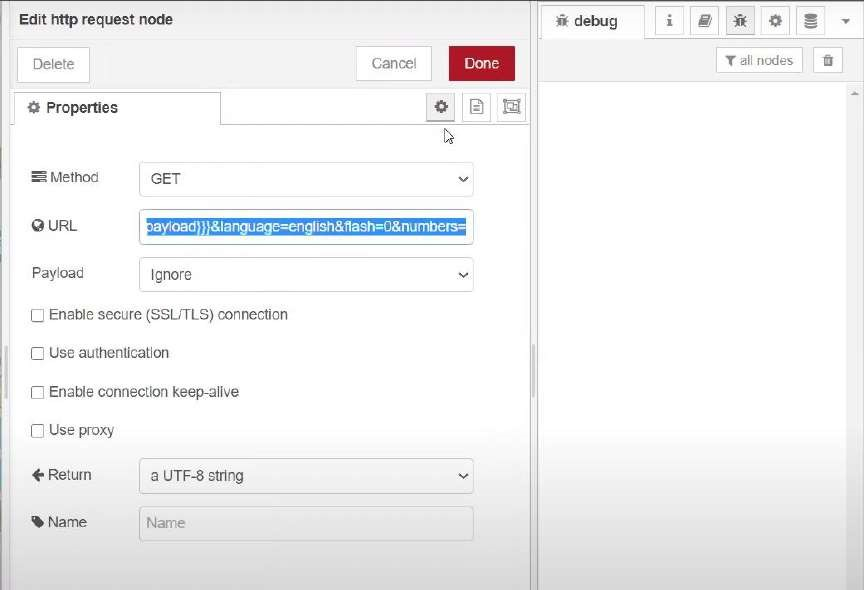 Edit http request node
Delete
Cancel
Done
Properties
Method
GET
URL
payload}}}&language=english&flash=0&numbers=
Payload
Ignore
Enable secure (SSL/TLS) connection
Use authentication
Enable connection keep-alive
Use proxy
Return
a UTF-8 string
Name
Name
debug
i
all nodes